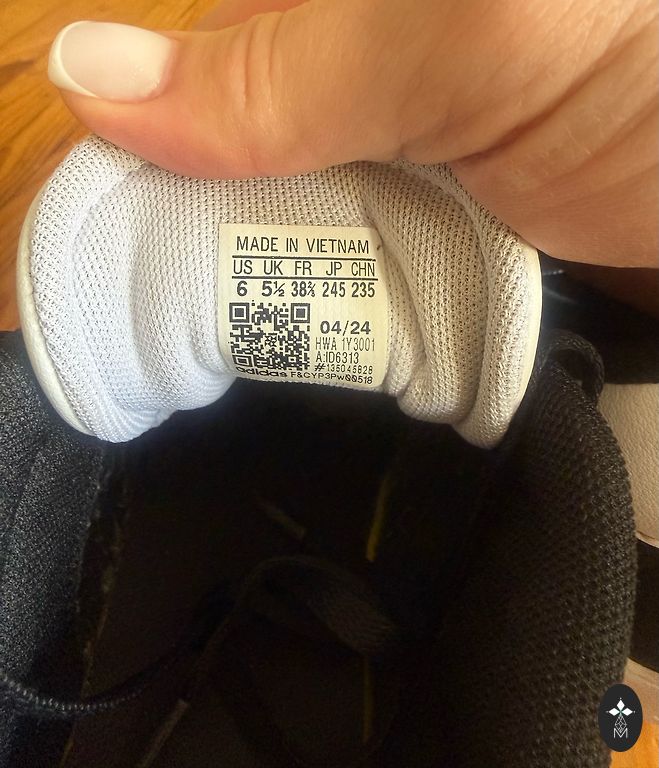 MADE IN VIETNAM
US UK FR JP CHN
6 5½ 38⅔ 245 235
04/24
HWA 1Y3001
A:ID6313
#135045828
adidas F&CYP3Pw00518
M